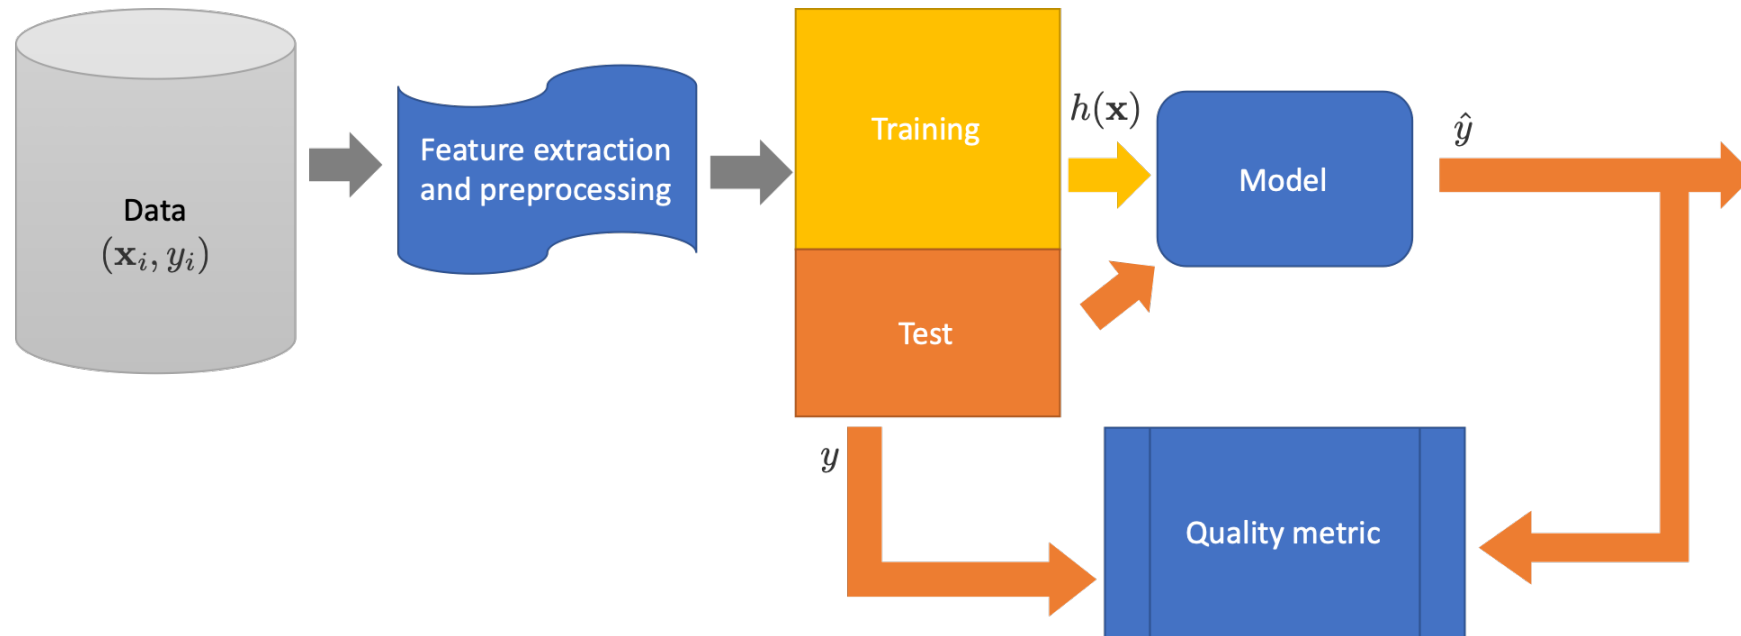 Data
(𝐱ᵢ, yᵢ)
Feature extraction
and preprocessing
Training
Test
h(𝐱)
Model
ŷ
y
Quality metric